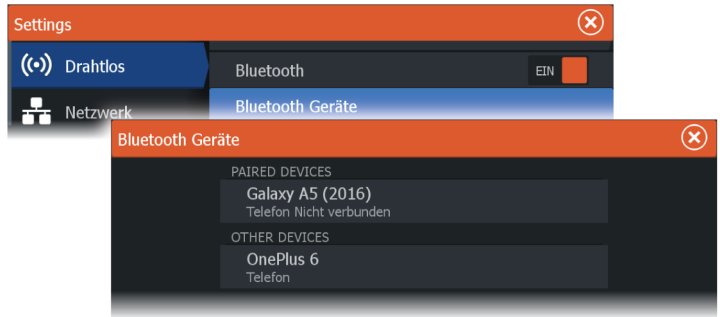 Settings
Drahtlos
Bluetooth
EIN
Netzwerk
Bluetooth Geräte
Bluetooth Geräte
PAIRED DEVICES
Galaxy A5 (2016)
Telefon Nicht verbunden
OTHER DEVICES
OnePlus 6
Telefon